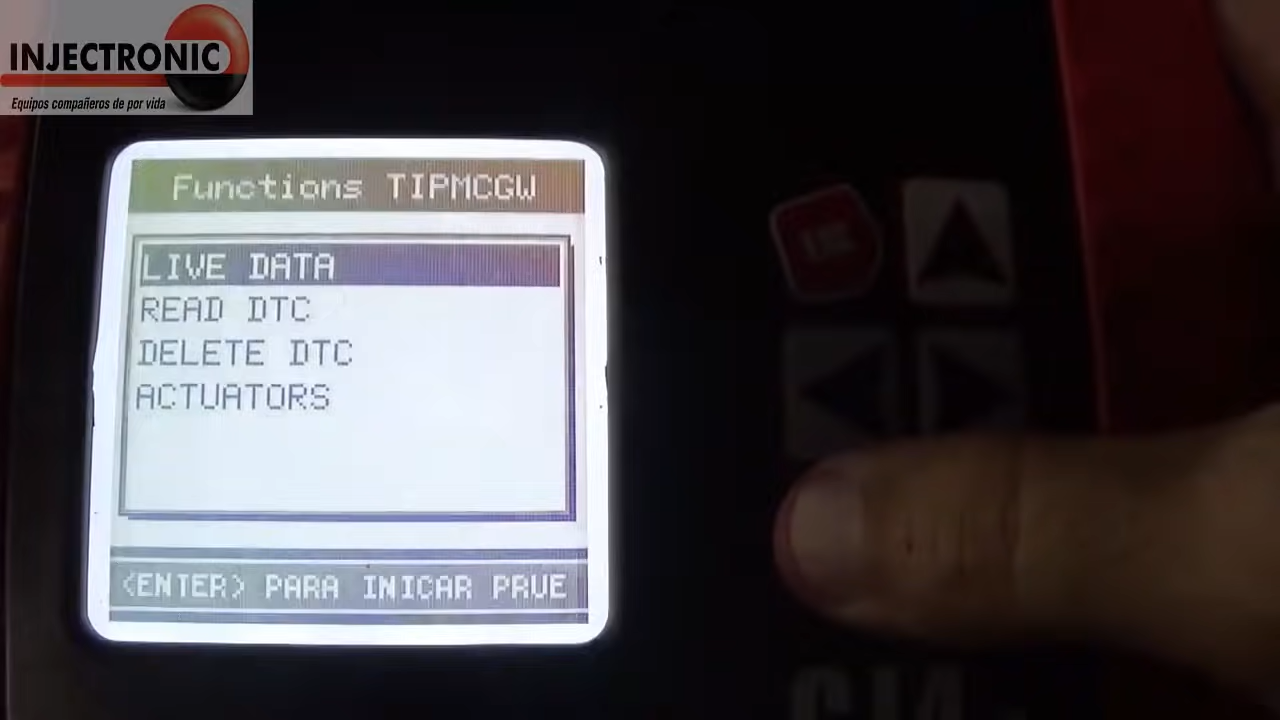 INJECTRONIC
Equipos compañeros de por vida
Functions TIPMCGW
LIVE DATA
READ DTC
DELETE DTC
ACTUATORS
<ENTER> PARA INICAR PRUE